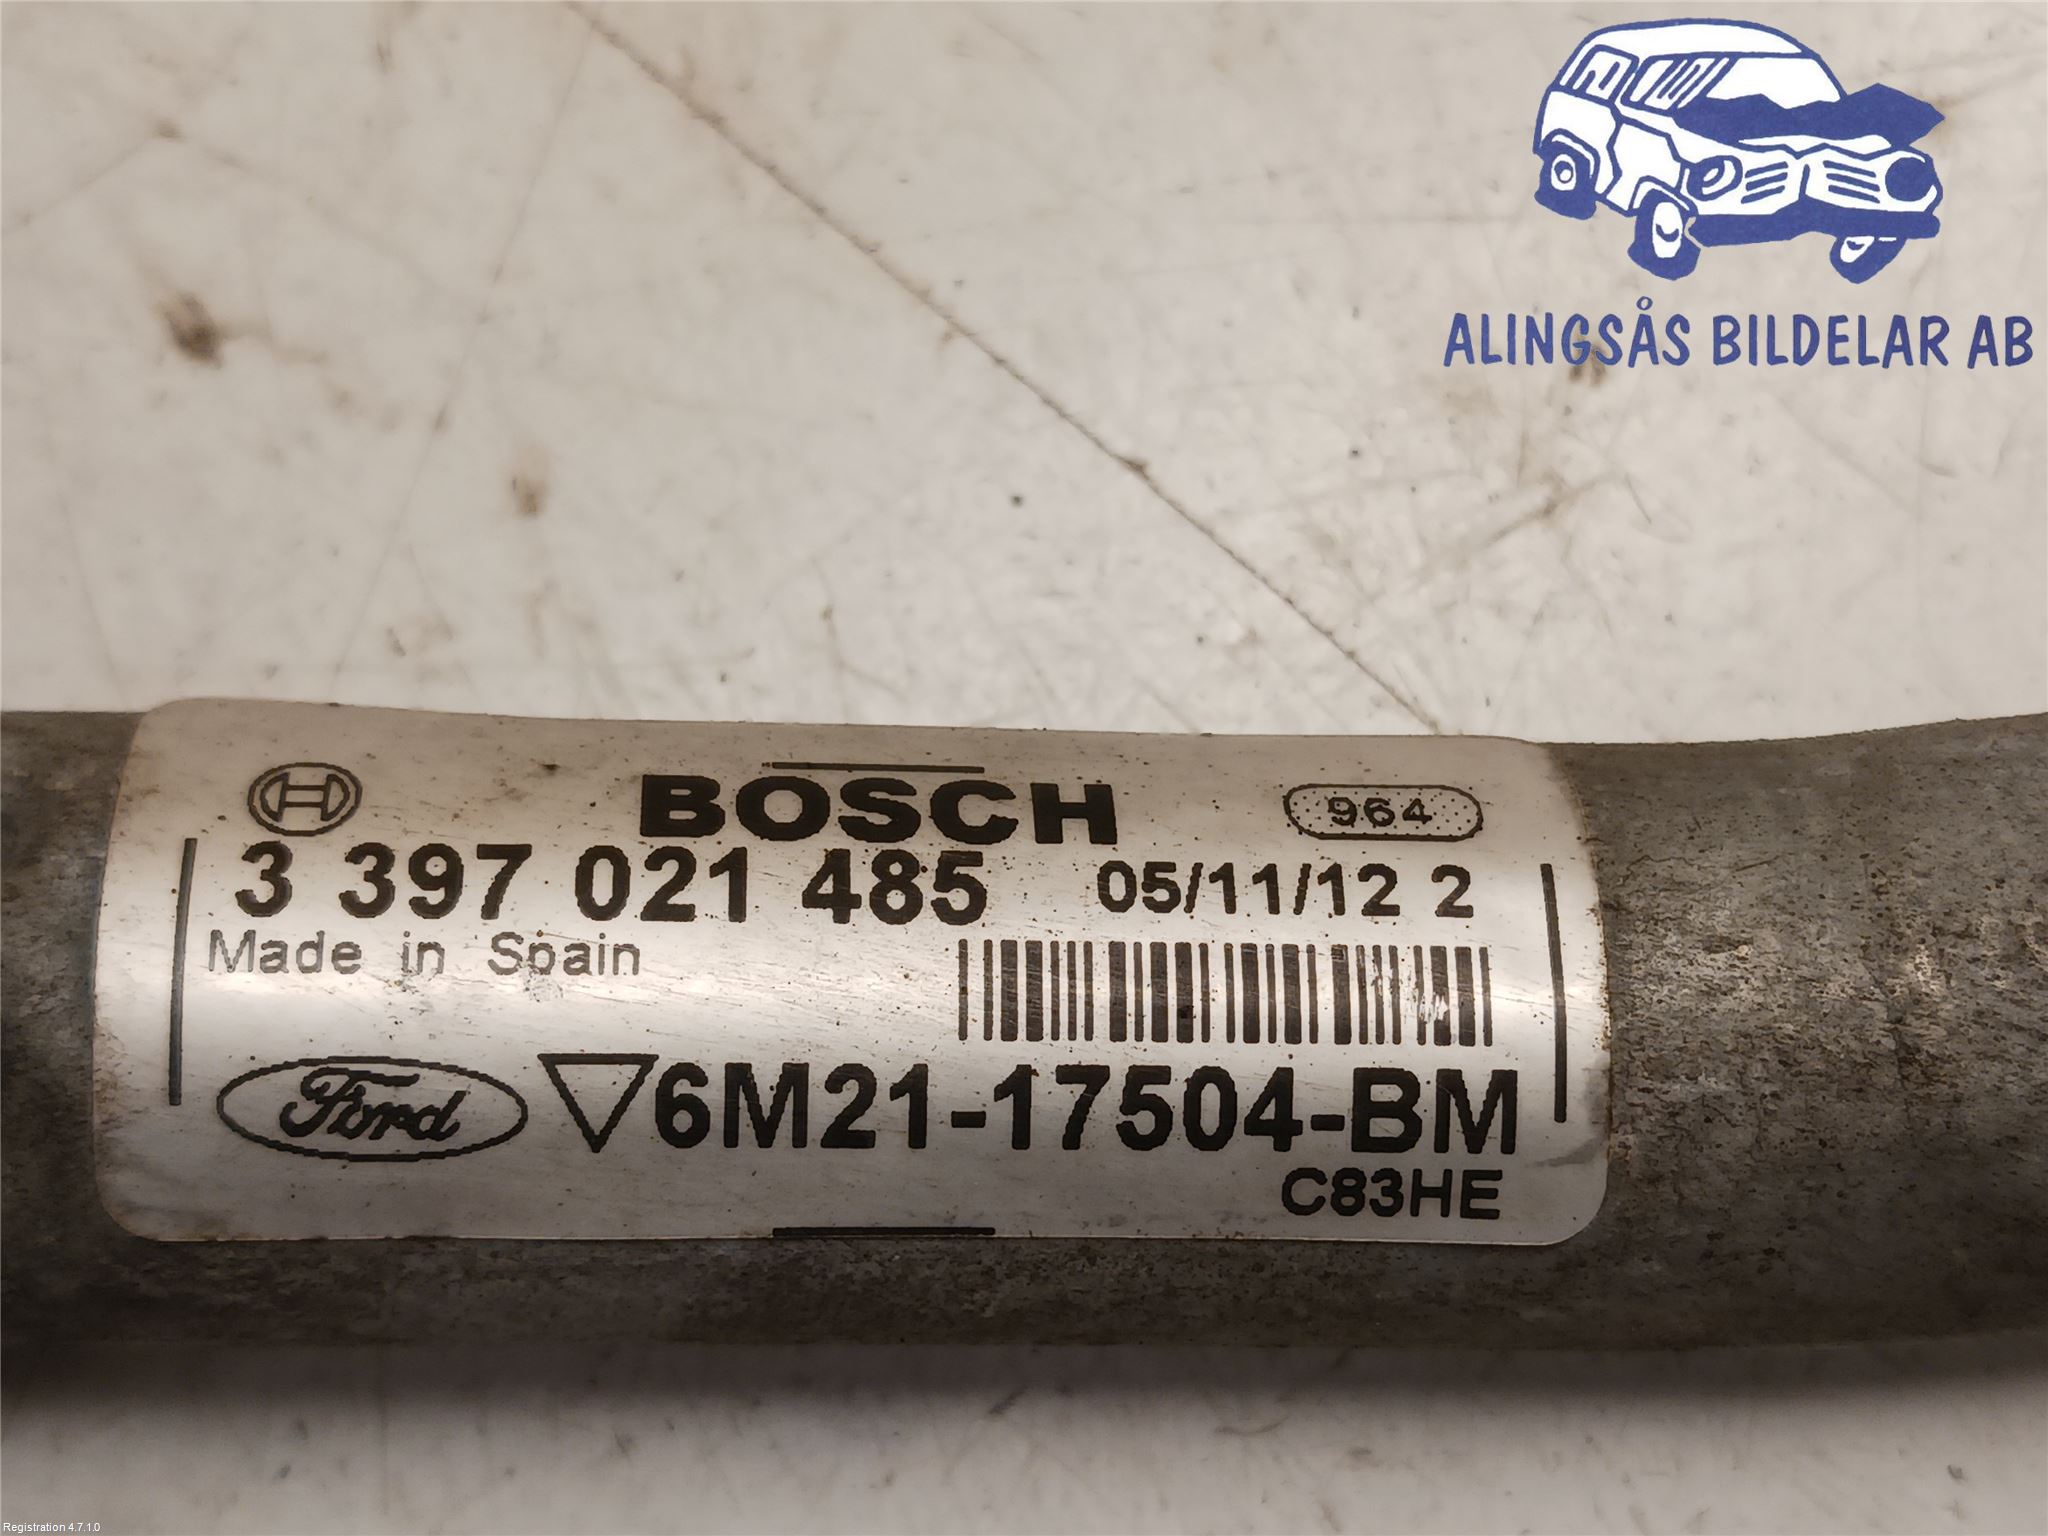 ALINGSÅS BILDELAR AB
BOSCH
964
3 397 021 485 05/11/12 2
Made in Spain
Ford 6M21-17504-BM
C83HE
Registration 4.7.1.0